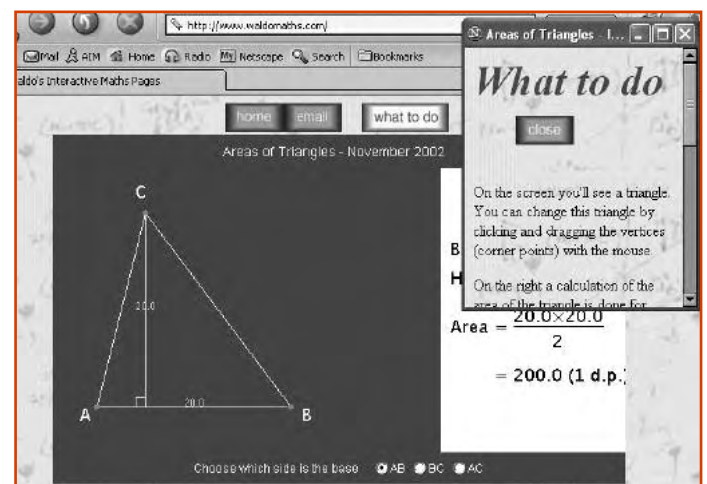 http://www.waldomaths.com/
Areas of Triangles - I...
Mail AIM Home Radio My Netscape Search Bookmarks
aldo's Interactive Maths Pages
What to do
home email what to do
close
Areas of Triangles - November 2002
On the screen you'll see a triangle.
You can change this triangle by
clicking and dragging the vertices
(corner points) with the mouse
On the right a calculation of the
area of the triangle is done for
C
B
H
20.0
Area = 20.0×20.0
2
= 200.0 (1 d.p.
A
20.0
B
Choose which side is the base AB BC AC